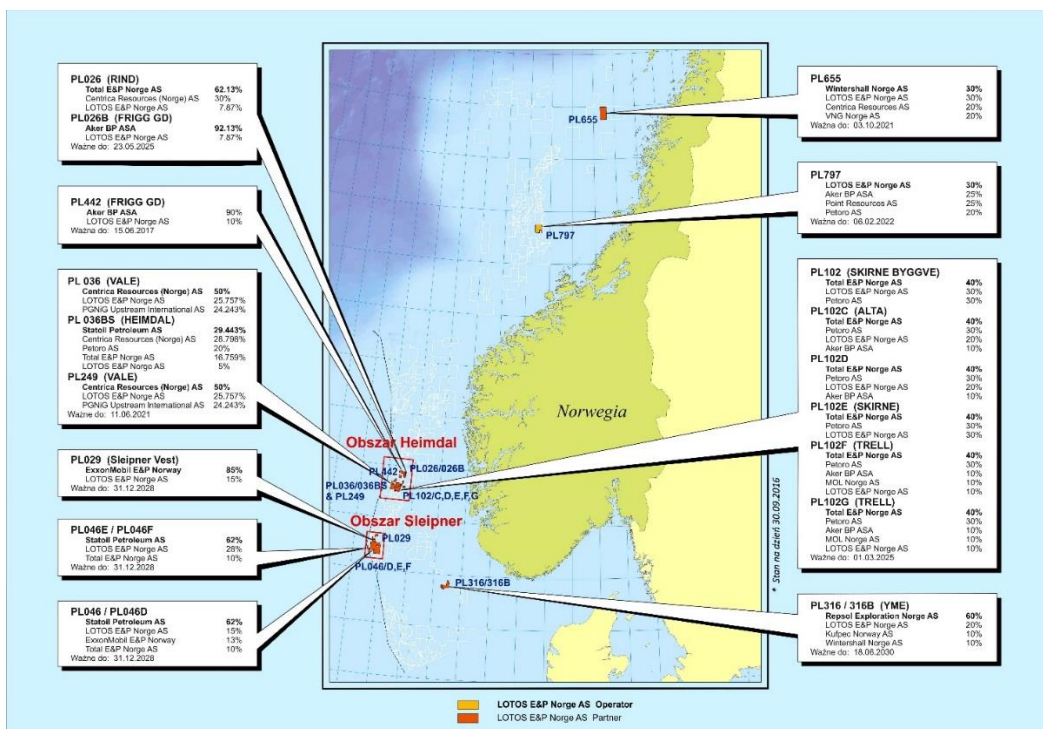 PL026 (RIND)
Total E&P Norge AS 62.13%
Centrica Resources (Norge) AS 30%
LOTOS E&P Norge AS 7.87%
PL026B (FRIGG GD)
Aker BP ASA 92.13%
LOTOS E&P Norge AS 7.87%
Ważne do: 23.05.2025
PL442 (FRIGG GD)
Aker BP ASA 90%
LOTOS E&P Norge AS 10%
Ważna do: 15.06.2017
PL 036 (VALE)
Centrica Resources (Norge) AS 50%
LOTOS E&P Norge AS 25.757%
PGNiG Upstream International AS 24.243%
PL 036BS (HEIMDAL)
Statoil Petroleum AS 29.443%
Centrica Resources (Norge) AS 28.798%
Petoro AS 20%
Total E&P Norge AS 16.759%
LOTOS E&P Norge AS 5%
PL249 (VALE)
Centrica Resources (Norge) AS 50%
LOTOS E&P Norge AS 25.757%
PGNiG Upstream International AS 24.243%
Ważne do: 11.06.2021
PL029 (Sleipner Vest)
ExxonMobil E&P Norway 85%
LOTOS E&P Norge AS 15%
Ważna do: 31.12.2028
PL046E / PL046F
Statoil Petroleum AS 62%
LOTOS E&P Norge AS 28%
Total E&P Norge AS 10%
Ważne do: 31.12.2028
PL046 / PL046D
Statoil Petroleum AS 62%
LOTOS E&P Norge AS 15%
ExxonMobil E&P Norway 13%
Total E&P Norge AS 10%
Ważne do: 31.12.2028
PL655
PL797
Norwegia
Obszar Heimdal
PL442
PL026/026B
PL036/036BS
& PL249
PL102/C,D,E,F,G
Obszar Sleipner
PL029
PL046/D,E,F
PL316/316B
* Stan na dzień 30.09.2016
PL655
Wintershall Norge AS 30%
LOTOS E&P Norge AS 30%
Centrica Resources AS 20%
VNG Norge AS 20%
Ważna do: 03.10.2021
PL797
LOTOS E&P Norge AS 30%
Aker BP ASA 25%
Point Resources AS 25%
Petoro AS 20%
Ważna do: 06.02.2022
PL102 (SKIRNE BYGGVE)
Total E&P Norge AS 40%
LOTOS E&P Norge AS 30%
Petoro AS 30%
PL102C (ALTA)
Total E&P Norge AS 40%
Petoro AS 30%
LOTOS E&P Norge AS 20%
Aker BP ASA 10%
PL102D
Total E&P Norge AS 40%
Petoro AS 30%
LOTOS E&P Norge AS 20%
Aker BP ASA 10%
PL102E (SKIRNE)
Total E&P Norge AS 40%
Petoro AS 30%
LOTOS E&P Norge AS 30%
PL102F (TRELL)
Total E&P Norge AS 40%
Petoro AS 30%
Aker BP ASA 10%
MOL Norge AS 10%
LOTOS E&P Norge AS 10%
PL102G (TRELL)
Total E&P Norge AS 40%
Petoro AS 30%
Aker BP ASA 10%
MOL Norge AS 10%
LOTOS E&P Norge AS 10%
Ważne do: 01.03.2025
PL316 / 316B (YME)
Repsol Exploration Norge AS 60%
LOTOS E&P Norge AS 20%
Kufpec Norway AS 10%
Wintershall Norge AS 10%
Ważne do: 18.06.2030
LOTOS E&P Norge AS Operator
LOTOS E&P Norge AS Partner